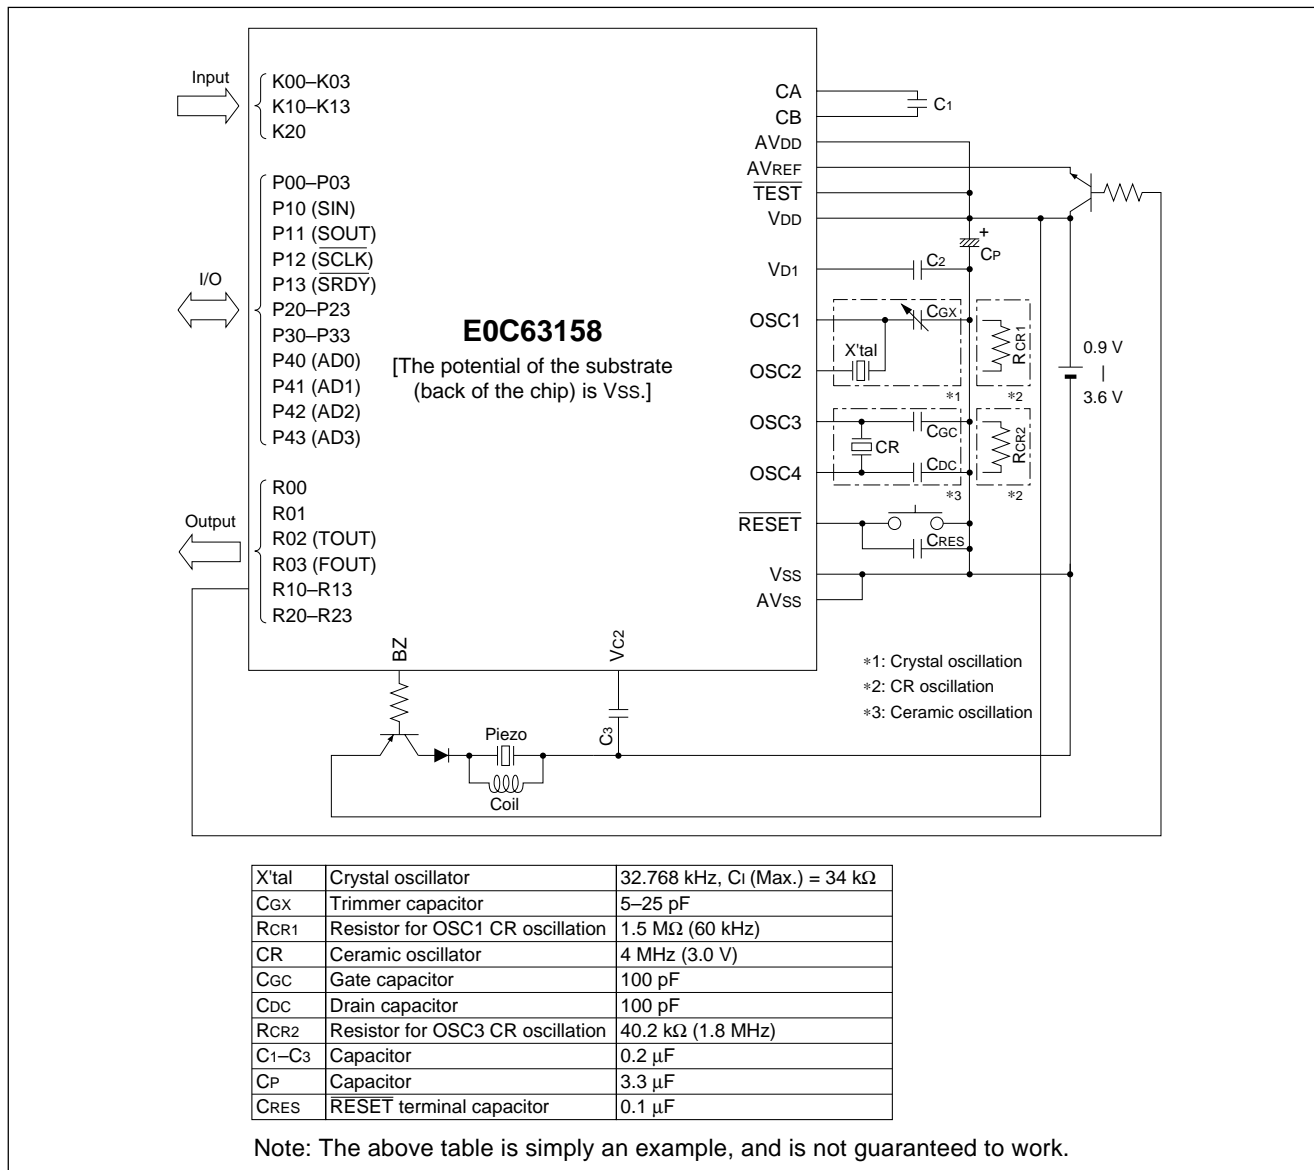 Input
K00–K03
K10–K13
K20
I/O
P00–P03
P10 (SIN)
P11 (SOUT)
P12 (SCLK)
P13 (SRDY)
P20–P23
P30–P33
P40 (AD0)
P41 (AD1)
P42 (AD2)
P43 (AD3)
Output
R00
R01
R02 (TOUT)
R03 (FOUT)
R10–R13
R20–R23
E0C63158
[The potential of the substrate
(back of the chip) is VSS.]
CA
CB
AVDD
AVREF
TEST
VDD
VD1
OSC1
OSC2
OSC3
OSC4
RESET
VSS
AVSS
C1
+
CP
C2
CGX
X'tal
*1
RCR1
*2
CGC
CR
CDC
*3
RCR2
*2
CRES
0.9 V
|
3.6 V
BZ
VC2
C3
Piezo
Coil
*1: Crystal oscillation
*2: CR oscillation
*3: Ceramic oscillation
X'tal Crystal oscillator 32.768 kHz, CI (Max.) = 34 kΩ
CGX Trimmer capacitor 5–25 pF
RCR1 Resistor for OSC1 CR oscillation 1.5 MΩ (60 kHz)
CR Ceramic oscillator 4 MHz (3.0 V)
CGC Gate capacitor 100 pF
CDC Drain capacitor 100 pF
RCR2 Resistor for OSC3 CR oscillation 40.2 kΩ (1.8 MHz)
C1–C3 Capacitor 0.2 μF
CP Capacitor 3.3 μF
CRES RESET terminal capacitor 0.1 μF
Note: The above table is simply an example, and is not guaranteed to work.